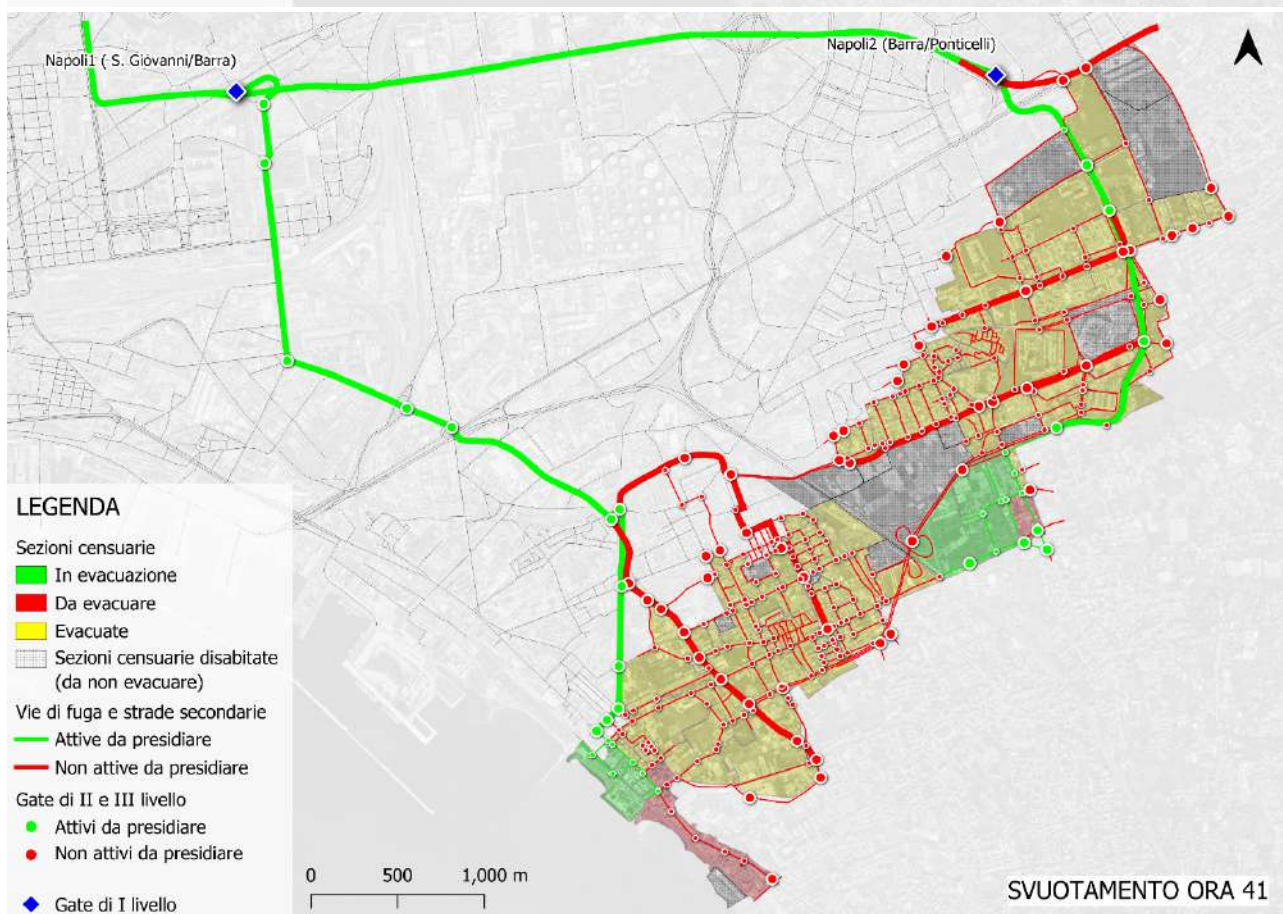 Napoli1 ( S. Giovanni/Barra)
Napoli2 (Barra/Ponticelli)
LEGENDA
Sezioni censuarie
In evacuazione
Da evacuare
Evacuate
Sezioni censuarie disabitate
(da non evacuare)
Vie di fuga e strade secondarie
Attive da presidiare
Non attive da presidiare
Gate di II e III livello
Attivi da presidiare
Non attivi da presidiare
Gate di I livello
0 500 1,000 m
SVUOTAMENTO ORA 41